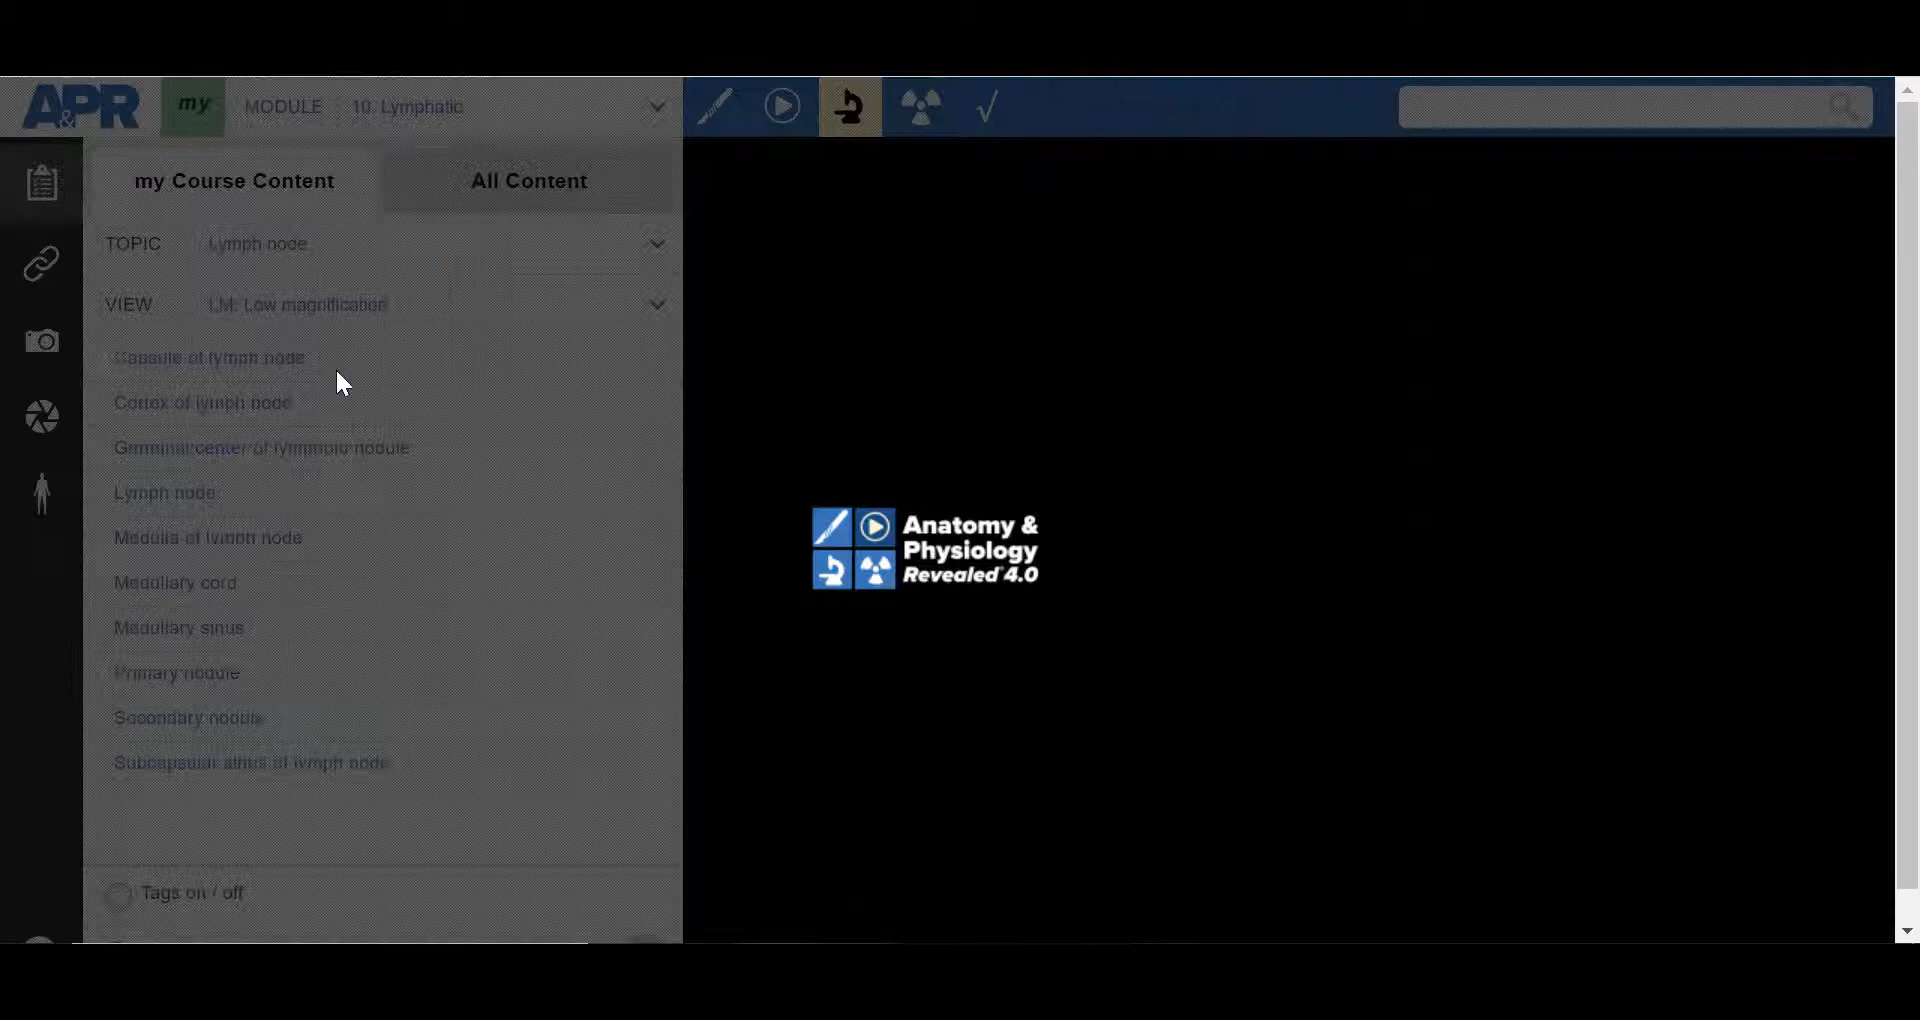 A&PR my MODULE 10. Lymphatic
my Course Content All Content
TOPIC Lymph node
VIEW LM: Low magnification
Capsule of lymph node
Cortex of lymph node
Germinal center of lymphoid nodule
Lymph node
Medulla of lymph node
Medullary cord
Medullary sinus
Primary nodule
Secondary nodule
Subcapsular sinus of lymph node
Tags on / off
Anatomy &
Physiology
Revealed 4.0